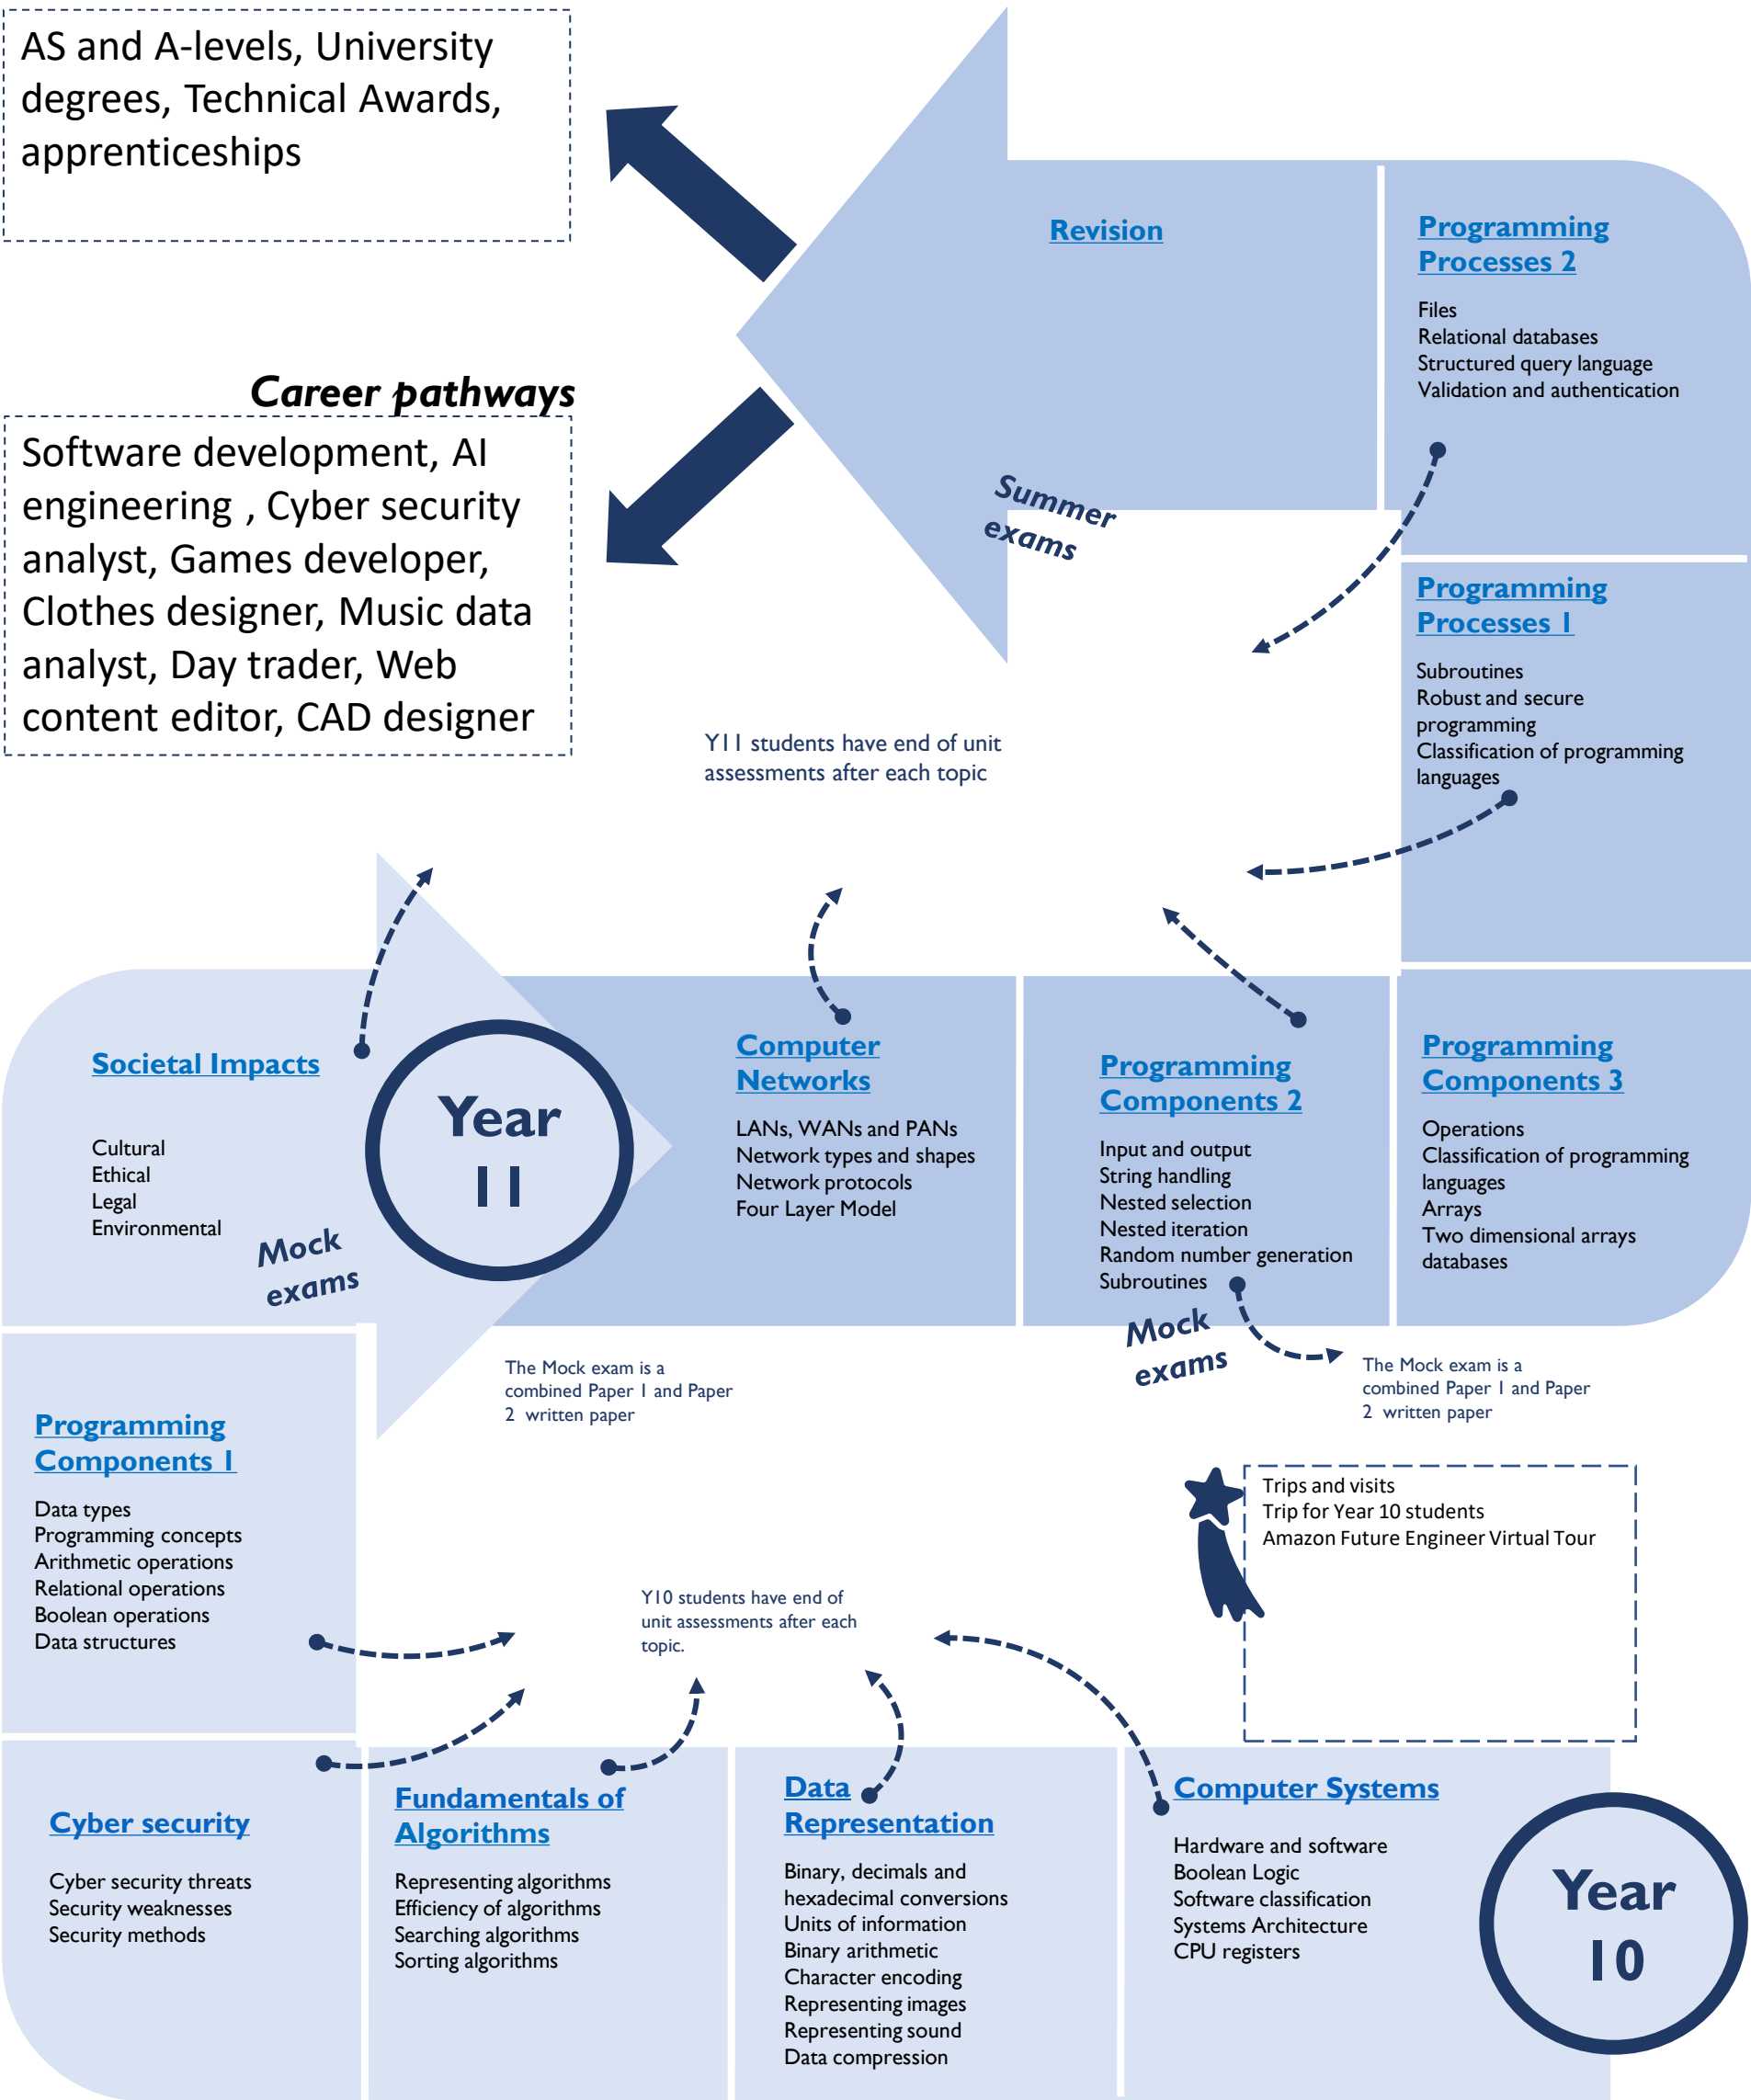 AS and A-levels, University
degrees, Technical Awards,
apprenticeships
Career pathways
Software development, AI
engineering , Cyber security
analyst, Games developer,
Clothes designer, Music data
analyst, Day trader, Web
content editor, CAD designer
Revision
Summer
exams
Programming
Processes 2
Files
Relational databases
Structured query language
Validation and authentication
Programming
Processes 1
Subroutines
Robust and secure
programming
Classification of programming
languages
Y11 students have end of unit
assessments after each topic
Societal Impacts
Cultural
Ethical
Legal
Environmental
Mock
exams
Year
11
Computer
Networks
LANs, WANs and PANs
Network types and shapes
Network protocols
Four Layer Model
Programming
Components 2
Input and output
String handling
Nested selection
Nested iteration
Random number generation
Subroutines
Mock
exams
Programming
Components 3
Operations
Classification of programming
languages
Arrays
Two dimensional arrays
databases
The Mock exam is a
combined Paper 1 and Paper
2 written paper
The Mock exam is a
combined Paper 1 and Paper
2 written paper
Programming
Components 1
Data types
Programming concepts
Arithmetic operations
Relational operations
Boolean operations
Data structures
Trips and visits
Trip for Year 10 students
Amazon Future Engineer Virtual Tour
Y10 students have end of
unit assessments after each
topic.
Cyber security
Cyber security threats
Security weaknesses
Security methods
Fundamentals of
Algorithms
Representing algorithms
Efficiency of algorithms
Searching algorithms
Sorting algorithms
Data
Representation
Binary, decimals and
hexadecimal conversions
Units of information
Binary arithmetic
Character encoding
Representing images
Representing sound
Data compression
Computer Systems
Hardware and software
Boolean Logic
Software classification
Systems Architecture
CPU registers
Year
10